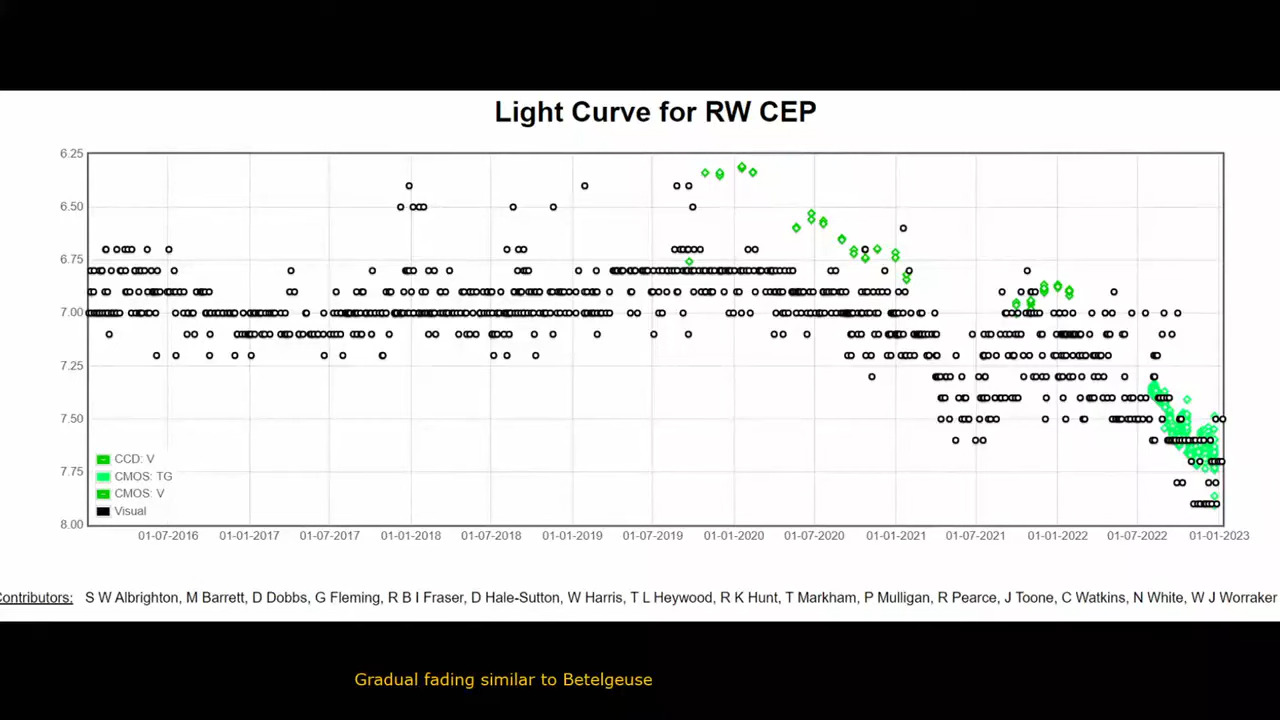 Light Curve for RW CEP
6.25
6.50
6.75
7.00
7.25
7.50
7.75
8.00
CCD: V
CMOS: TG
CMOS: V
Visual
01-07-2016 01-01-2017 01-07-2017 01-01-2018 01-07-2018 01-01-2019 01-07-2019 01-01-2020 01-07-2020 01-01-2021 01-07-2021 01-01-2022 01-07-2022 01-01-2023
Contributors: S W Albrighton, M Barrett, D Dobbs, G Fleming, R B I Fraser, D Hale-Sutton, W Harris, T L Heywood, R K Hunt, T Markham, P Mulligan, R Pearce, J Toone, C Watkins, N White, W J Worraker
Gradual fading similar to Betelgeuse